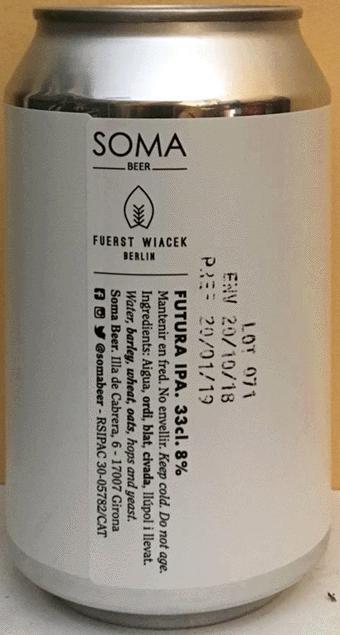 SOMA
BEER
FUERST WIACEK
BERLIN
FUTURA IPA. 33cl. 8%
Mantenir en fred. No envellir. Keep cold. Do not age.
Ingredients: Aigua, ordi, blat, civada, llúpol i llevat.
Water, barley, wheat, oats, hops and yeast.
Soma Beer. Illa de Cabrera, 6 - 17007 Girona
@somabeer - RSIPAC 30-05782/CAT
LOT 071
ENV 20/10/18
PREF 20/01/19